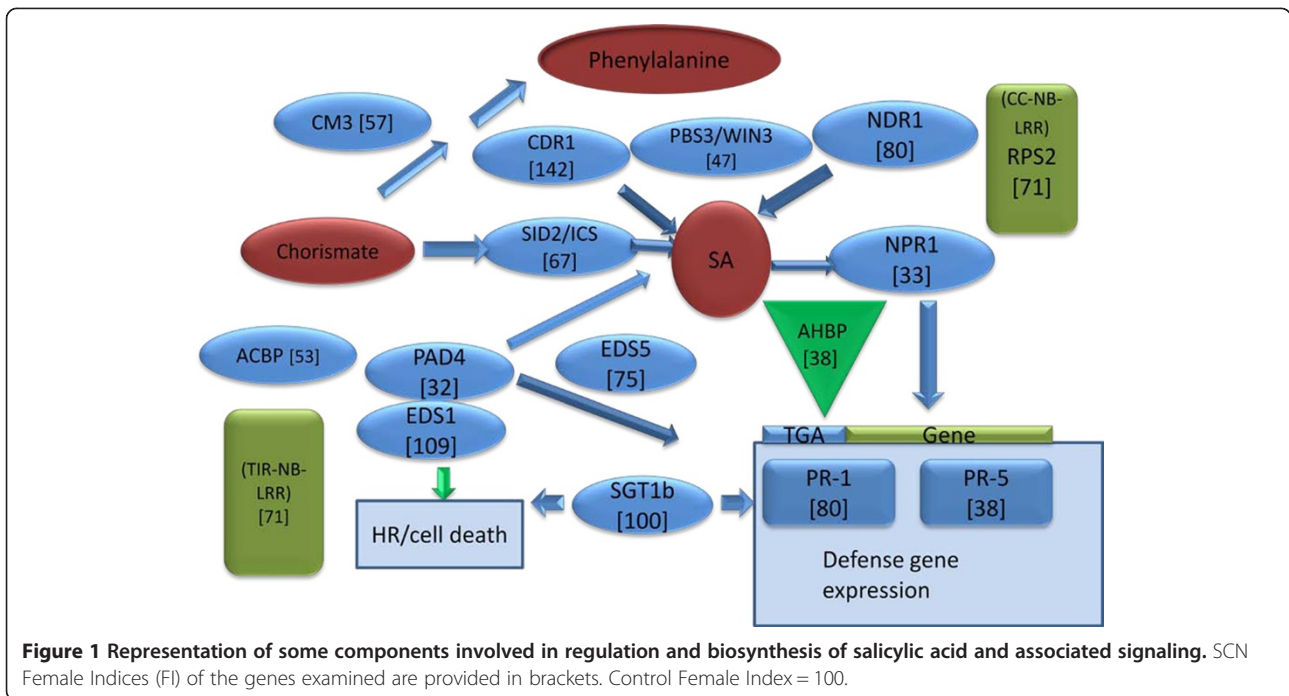 Phenylalanine
CM3 [57]
CDR1
[142]
PBS3/WIN3
[47]
NDR1
[80]
(CC-NB-
LRR)
RPS2
[71]
Chorismate
SID2/ICS
[67]
SA
NPR1
[33]
AHBP
[38]
ACBP [53]
PAD4
[32]
EDS5
[75]
EDS1
[109]
(TIR-NB-
LRR)
[71]
HR/cell death
SGT1b
[100]
TGA
Gene
PR-1
[80]
PR-5
[38]
Defense gene
expression
Figure 1 Representation of some components involved in regulation and biosynthesis of salicylic acid and associated signaling. SCN
Female Indices (FI) of the genes examined are provided in brackets. Control Female Index = 100.